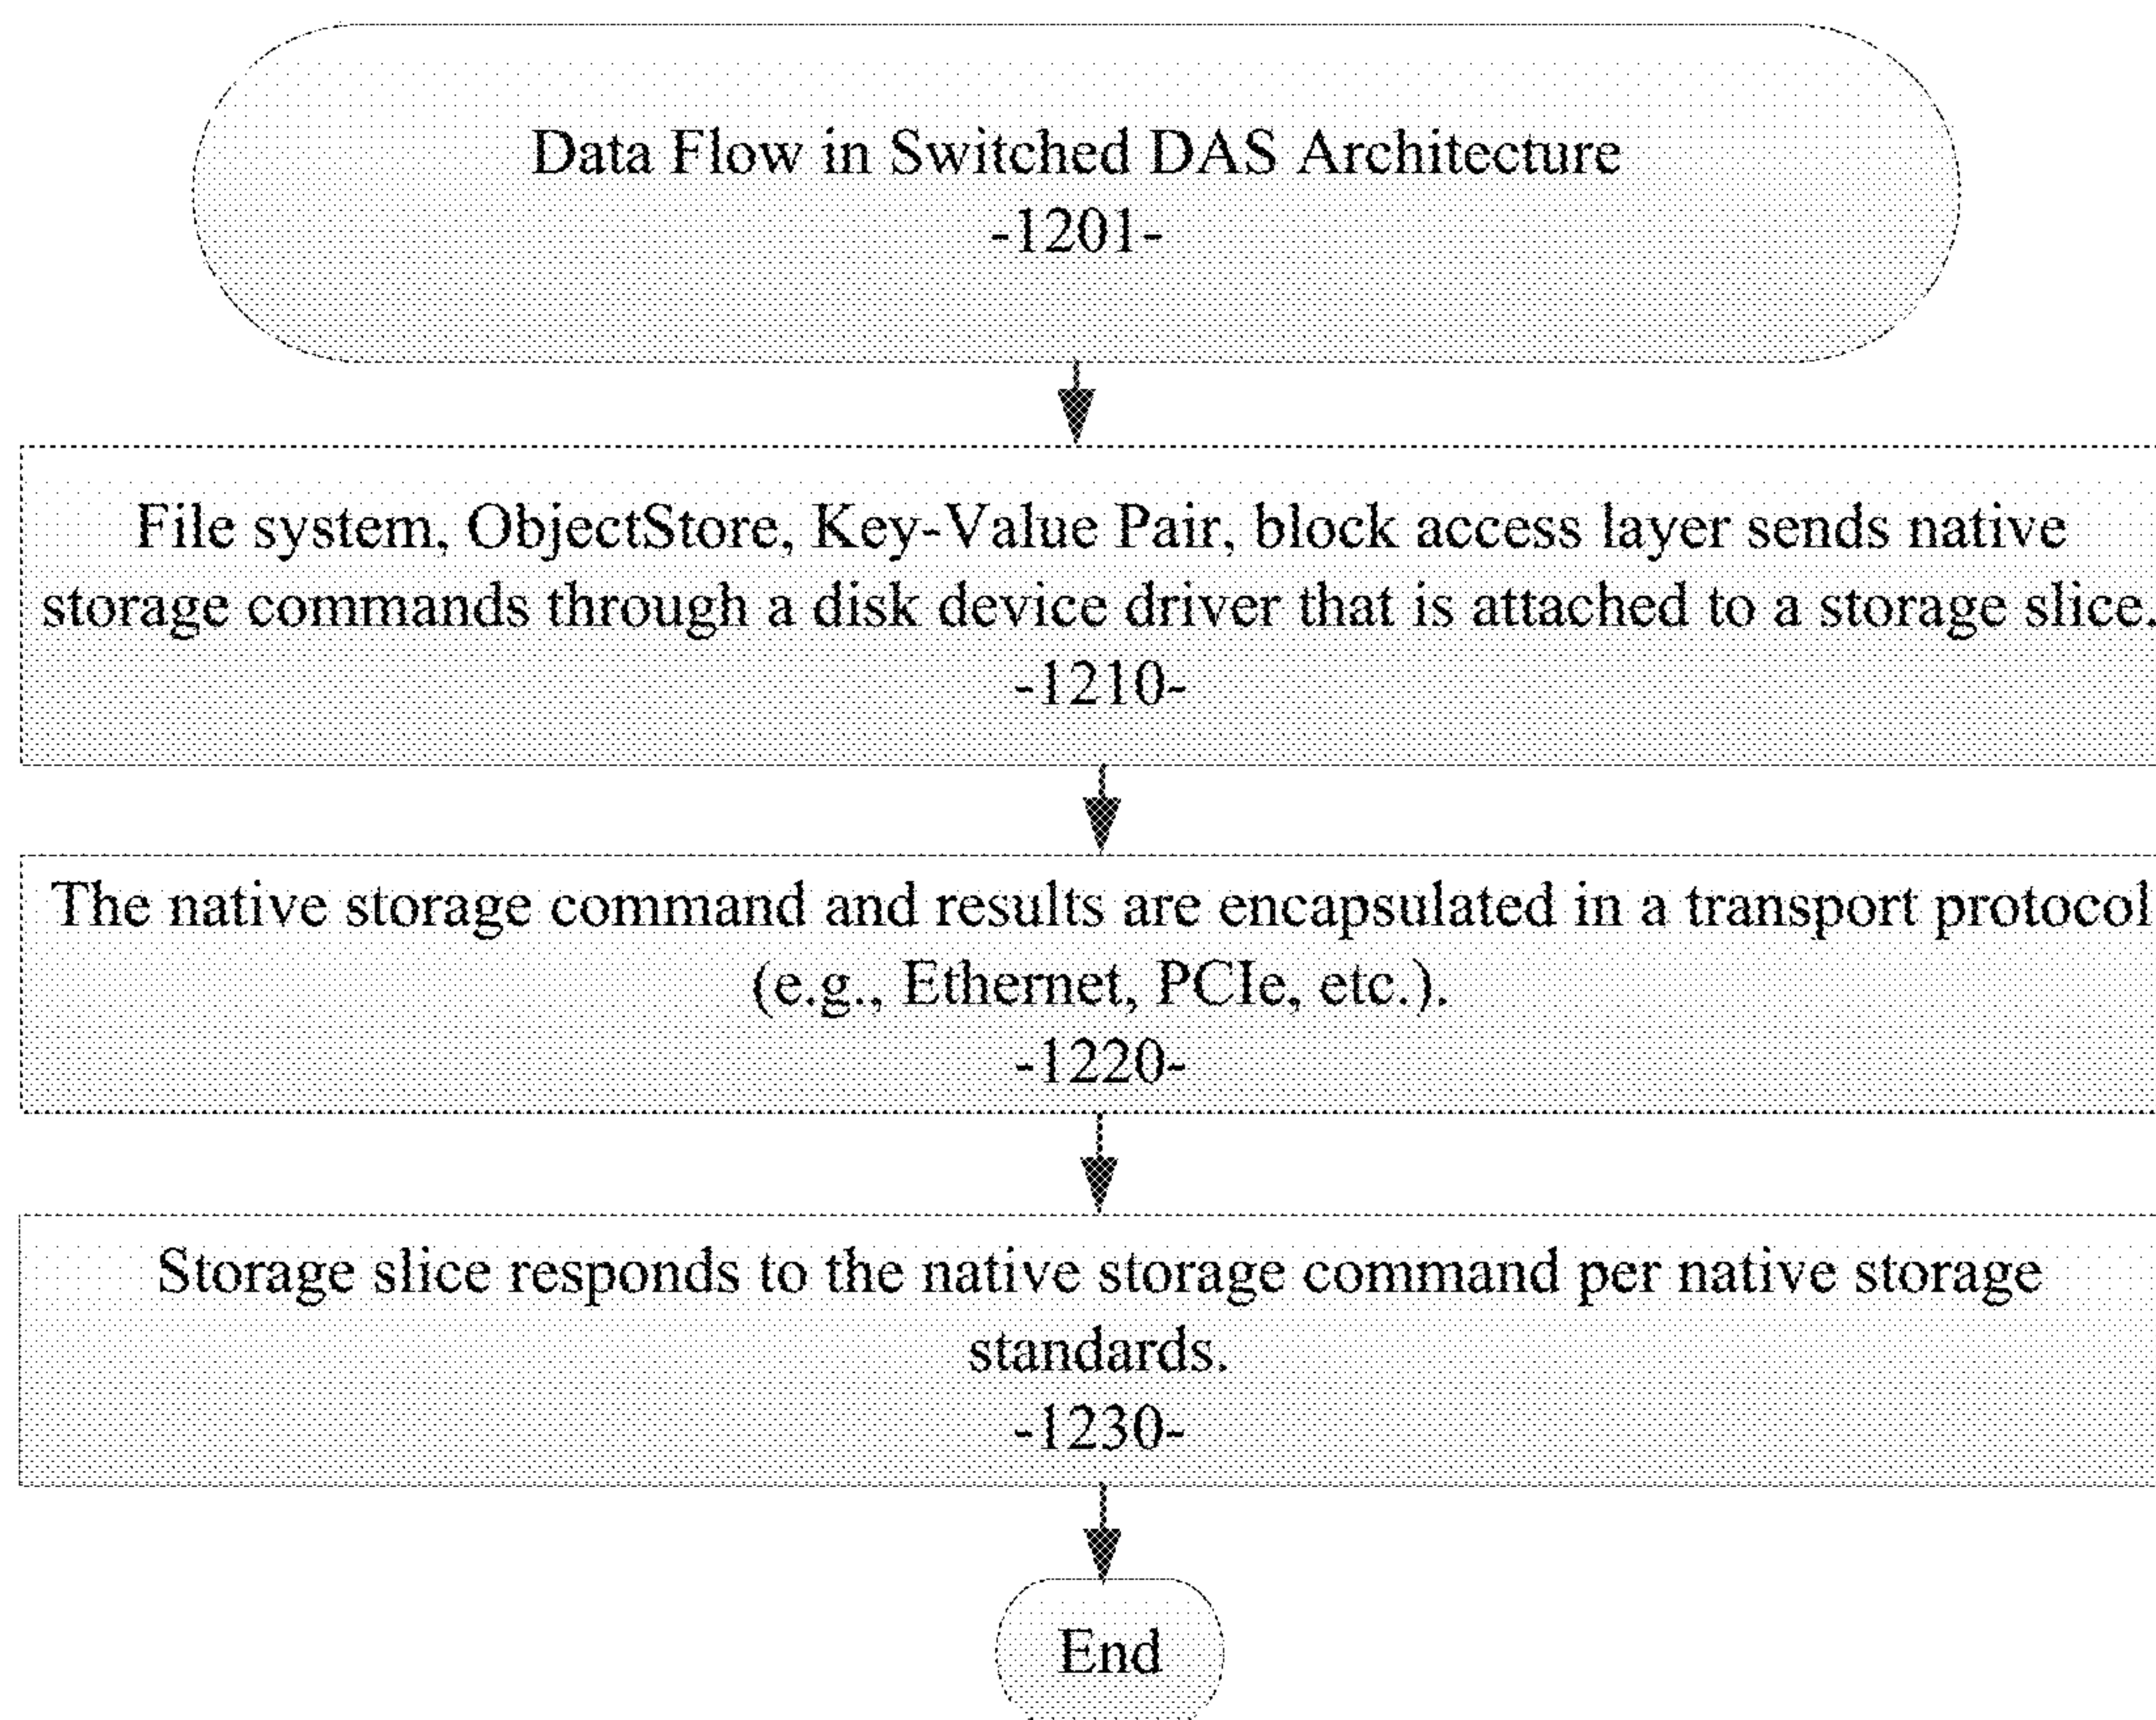 Data Flow in Switched DAS Architecture
-1201-
File system, ObjectStore, Key-Value Pair, block access layer sends native
storage commands through a disk device driver that is attached to a storage slice.
-1210-
The native storage command and results are encapsulated in a transport protocol
(e.g., Ethernet, PCIe, etc.).
-1220-
Storage slice responds to the native storage command per native storage
standards.
-1230-
End